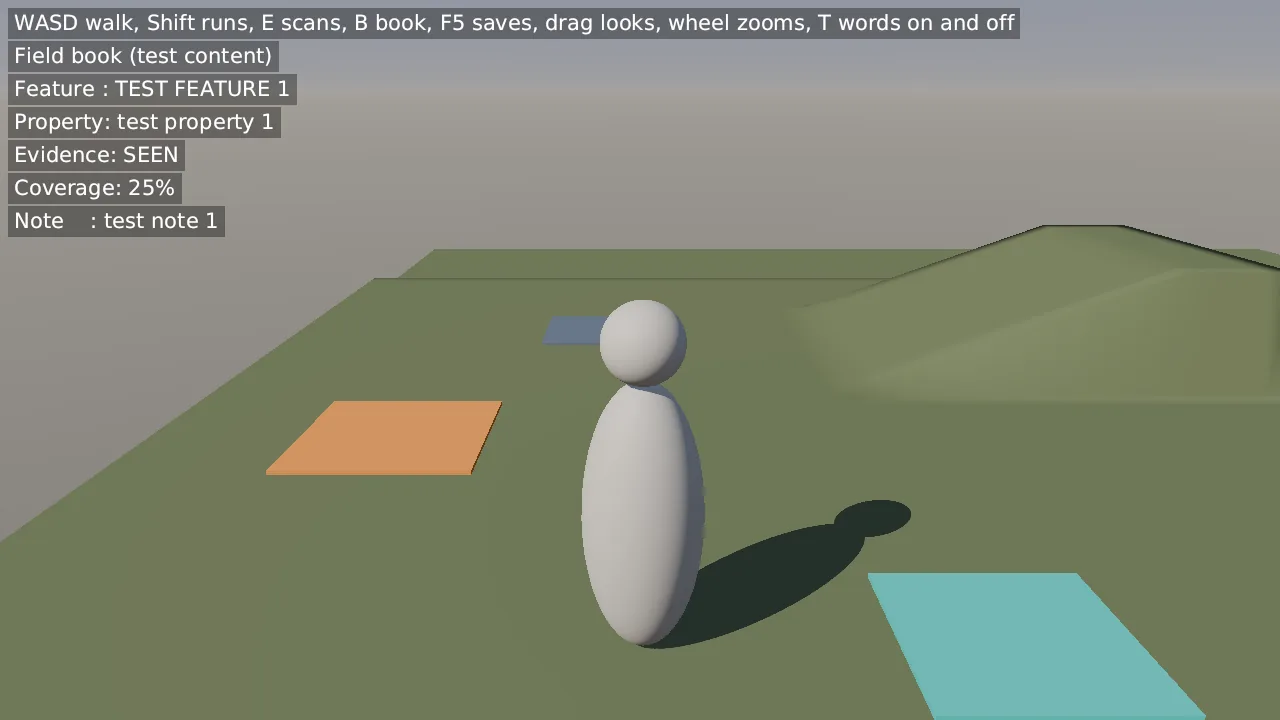 WASD walk, Shift runs, E scans, B book, F5 saves, drag looks, wheel zooms, T words on and off
Field book (test content)
Feature : TEST FEATURE 1
Property: test property 1
Evidence: SEEN
Coverage: 25%
Note    : test note 1